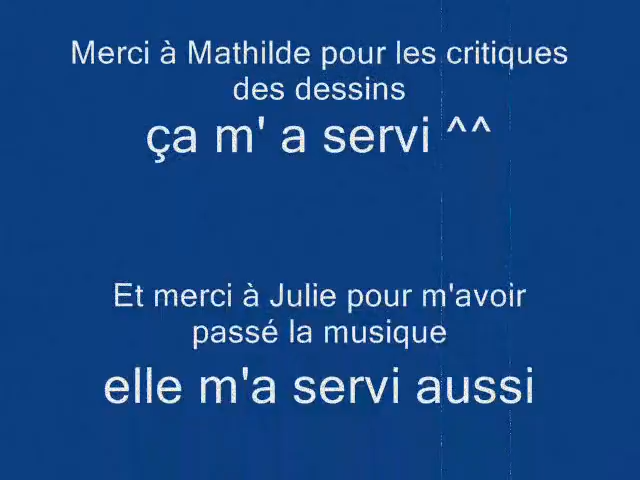 Merci à Mathilde pour les critiques
des dessins
ça m' a servi ^^
Et merci à Julie pour m'avoir
passé la musique
elle m'a servi aussi